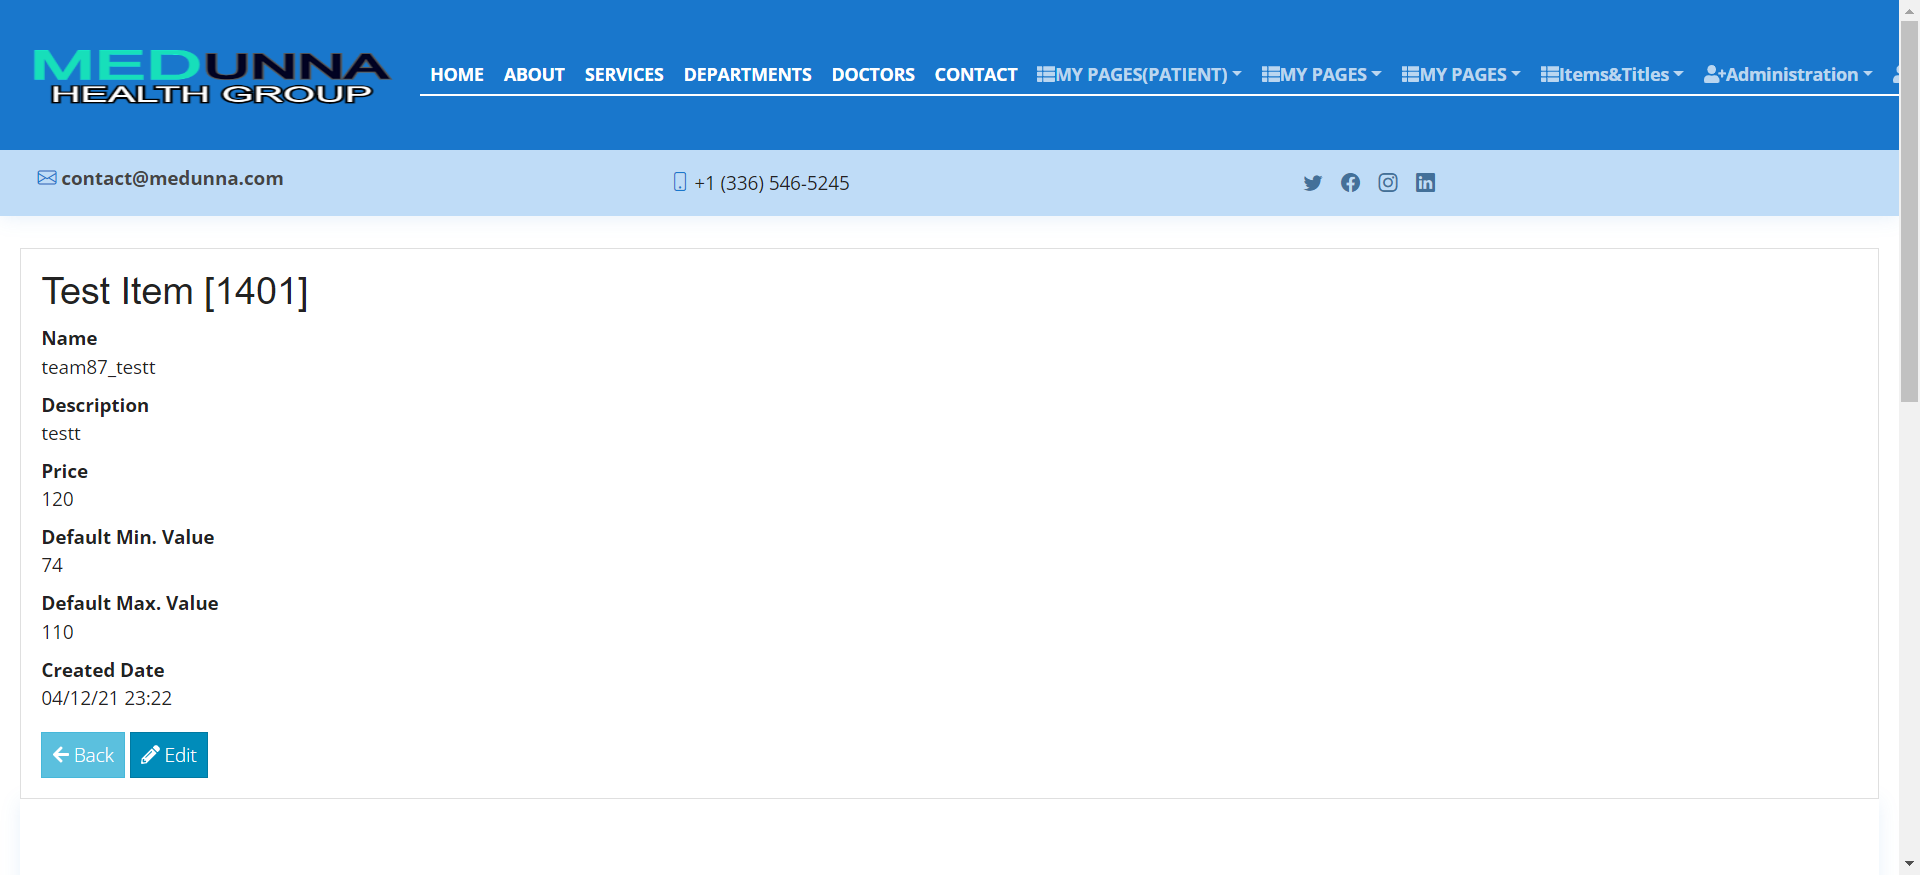 MEDUNNA
HEALTH GROUP
HOME ABOUT SERVICES DEPARTMENTS DOCTORS CONTACT MY PAGES(PATIENT) MY PAGES MY PAGES Items&Titles Administration
contact@medunna.com +1 (336) 546-5245
Test Item [1401]
Name
team87_testt
Description
testt
Price
120
Default Min. Value
74
Default Max. Value
110
Created Date
04/12/21 23:22
Back Edit